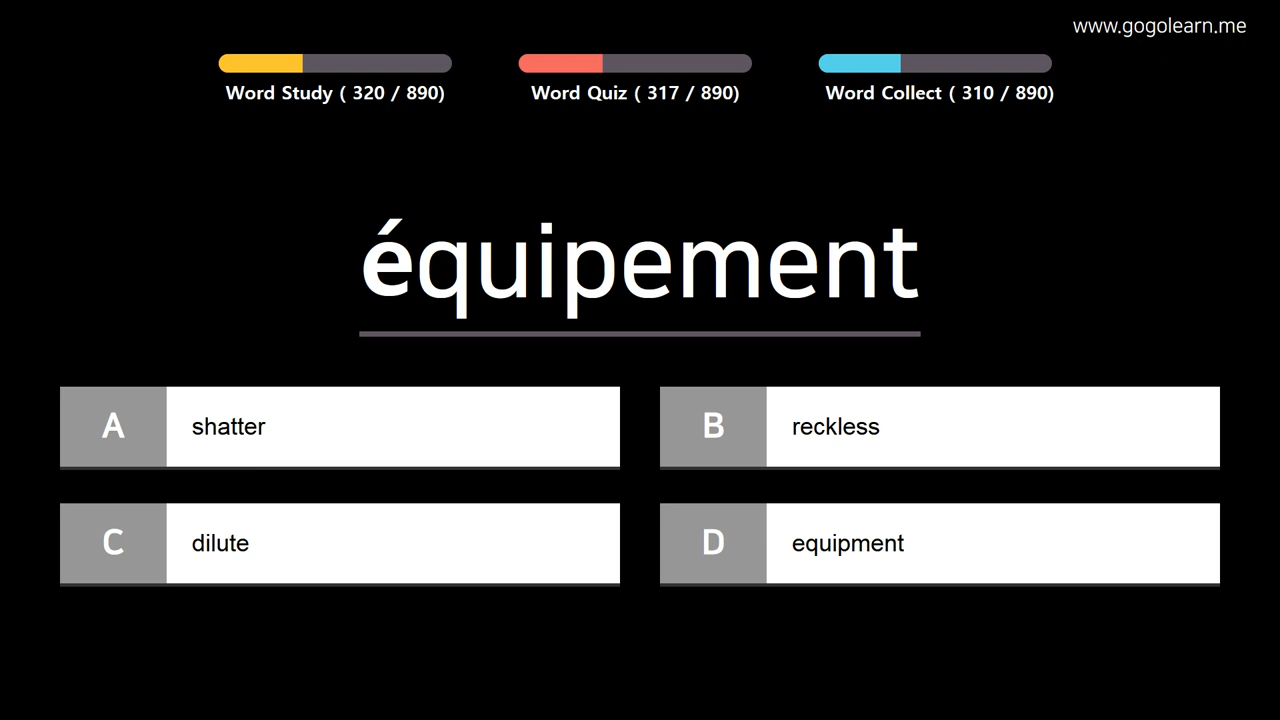 www.gogolearn.me
Word Study ( 320 / 890)
Word Quiz ( 317 / 890)
Word Collect ( 310 / 890)
équipement
A shatter
B reckless
C dilute
D equipment